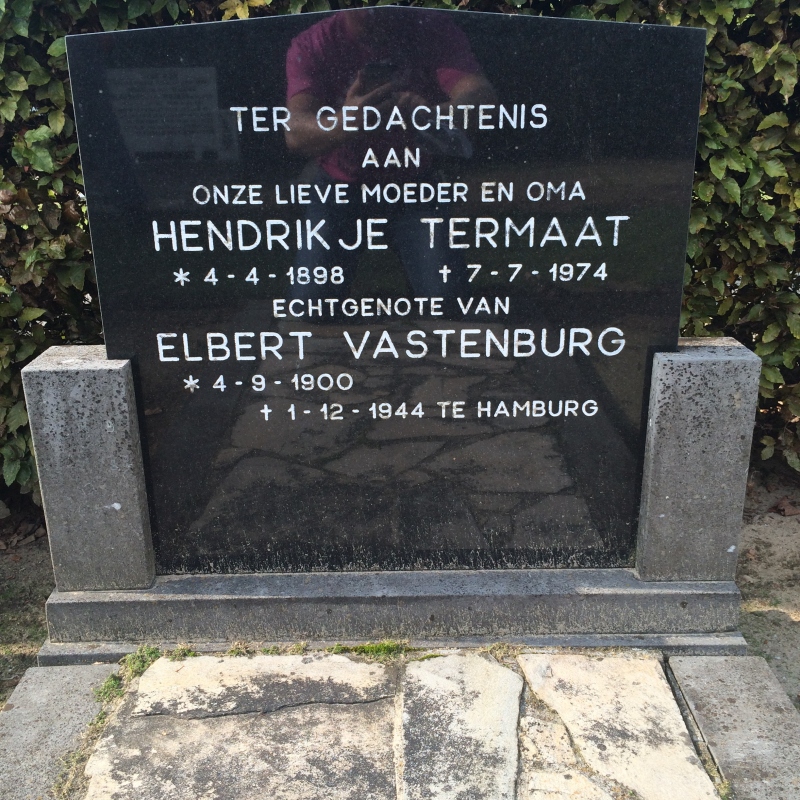 TER GEDACHTENIS
AAN
ONZE LIEVE MOEDER EN OMA
HENDRIKJE TERMAAT
* 4-4-1898 † 7-7-1974
ECHTGENOTE VAN
ELBERT VASTENBURG
* 4-9-1900
† 1-12-1944 TE HAMBURG